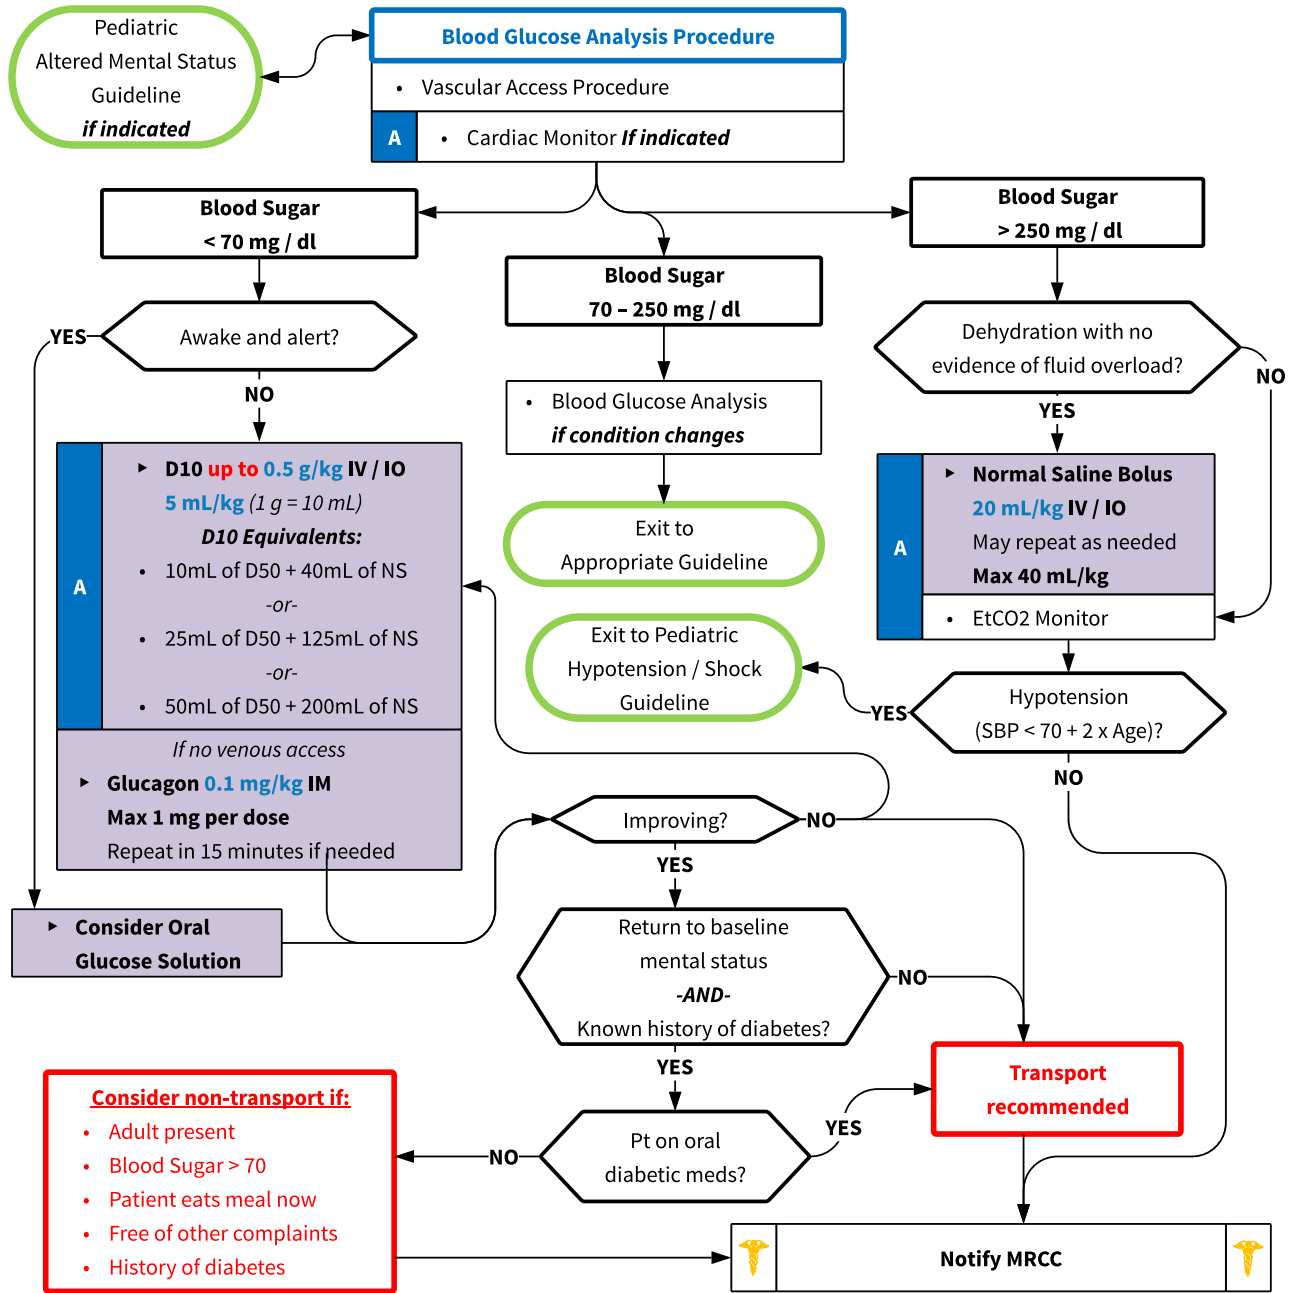 Pediatric
Altered Mental Status
Guideline
if indicated
Blood Glucose Analysis Procedure
• Vascular Access Procedure
A
• Cardiac Monitor If indicated
Blood Sugar
< 70 mg / dl
Blood Sugar
70 – 250 mg / dl
Blood Sugar
> 250 mg / dl
Awake and alert?
YES
NO
A
▸ D10 up to 0.5 g/kg IV / IO
5 mL/kg (1 g = 10 mL)
D10 Equivalents:
• 10mL of D50 + 40mL of NS
-or-
• 25mL of D50 + 125mL of NS
-or-
• 50mL of D50 + 200mL of NS
If no venous access
▸ Glucagon 0.1 mg/kg IM
Max 1 mg per dose
Repeat in 15 minutes if needed
▸ Consider Oral
Glucose Solution
• Blood Glucose Analysis
if condition changes
Exit to
Appropriate Guideline
Dehydration with no
evidence of fluid overload?
NO
YES
A
▸ Normal Saline Bolus
20 mL/kg IV / IO
May repeat as needed
Max 40 mL/kg
• EtCO2 Monitor
Exit to Pediatric
Hypotension / Shock
Guideline
YES
Hypotension
(SBP < 70 + 2 x Age)?
NO
Improving?
NO
YES
Return to baseline
mental status
-AND-
Known history of diabetes?
NO
YES
Pt on oral
diabetic meds?
YES
NO
Transport
recommended
Consider non-transport if:
• Adult present
• Blood Sugar > 70
• Patient eats meal now
• Free of other complaints
• History of diabetes
Notify MRCC